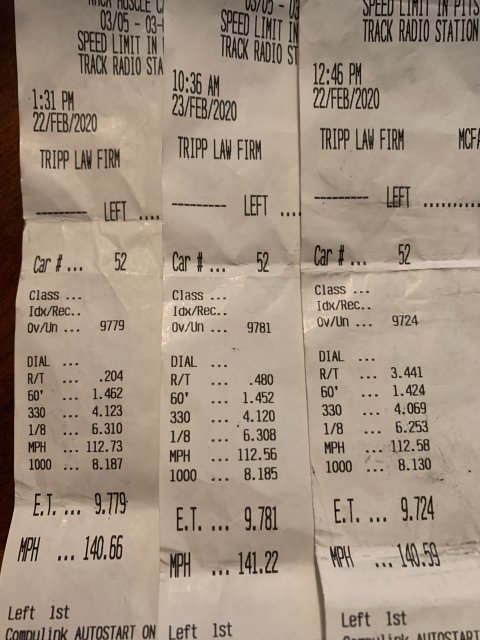 TRACK MUSCLE C
03/05 - 03-
SPEED LIMIT IN
TRACK RADIO STA
1:31 PM
22/FEB/2020
TRIPP LAW FIRM
--------- LEFT ....
Car # ... 52
Class ...
Idx/Rec..
Ov/Un ... 9779
DIAL ...
R/T ... .204
60' ... 1.462
330 ... 4.123
1/8 ... 6.310
MPH ... 112.73
1000 ... 8.187
E.T. ... 9.779
MPH ... 140.66
Left 1st
Compulink AUTOSTART ON
03/05 - 03
SPEED LIMIT IN
TRACK RADIO ST
10:36 AM
23/FEB/2020
TRIPP LAW FIRM
--------- LEFT ....
Car # ... 52
Class ...
Idx/Rec..
Ov/Un ... 9781
DIAL ...
R/T ... .480
60' ... 1.452
330 ... 4.120
1/8 ... 6.308
MPH ... 112.56
1000 ... 8.185
E.T. ... 9.781
MPH ... 141.22
Left 1st
SPEED LIMIT IN PITS
TRACK RADIO STATION
12:46 PM
22/FEB/2020
TRIPP LAW FIRM MCFA
--------- LEFT ..........
Car # ... 52
Class ...
Idx/Rec..
Ov/Un ... 9724
DIAL ...
R/T ... 3.441
60' ... 1.424
330 ... 4.069
1/8 ... 6.253
MPH ... 112.58
1000 ... 8.130
E.T. ... 9.724
MPH ... 140.59
Left 1st
Compulink AUTOSTART